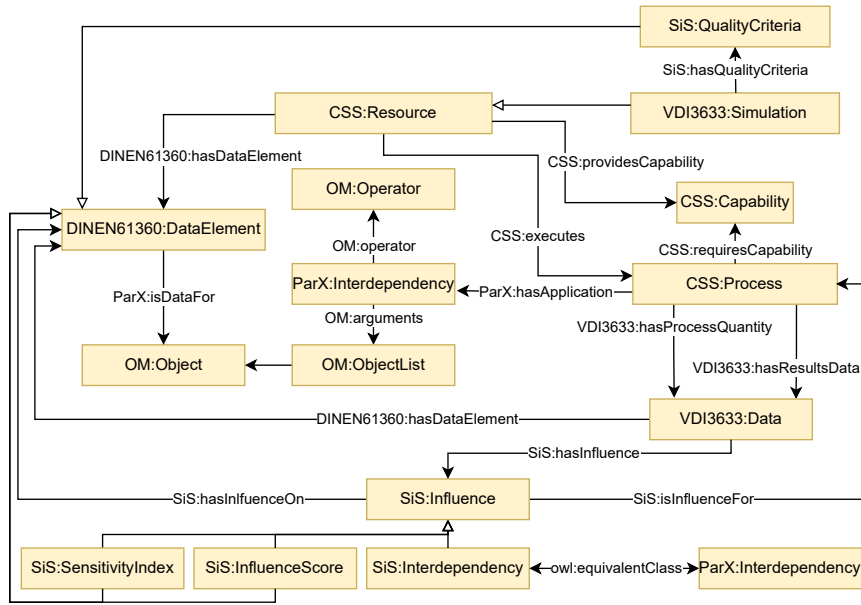 SiS:QualityCriteria
SiS:hasQualityCriteria
CSS:Resource
VDI3633:Simulation
DINEN61360:hasDataElement
CSS:providesCapability
OM:Operator
CSS:Capability
DINEN61360:DataElement
CSS:executes
OM:operator
CSS:requiresCapability
ParX:Interdependency
ParX:hasApplication
CSS:Process
ParX:isDataFor
OM:arguments
VDI3633:hasProcessQuantity
OM:Object
OM:ObjectList
VDI3633:hasResultsData
DINEN61360:hasDataElement
VDI3633:Data
SiS:hasInfluence
SiS:hasInlfuenceOn
SiS:Influence
SiS:isInfluenceFor
SiS:SensitivityIndex
SiS:InfluenceScore
SiS:Interdependency
owl:equivalentClass
ParX:Interdependency